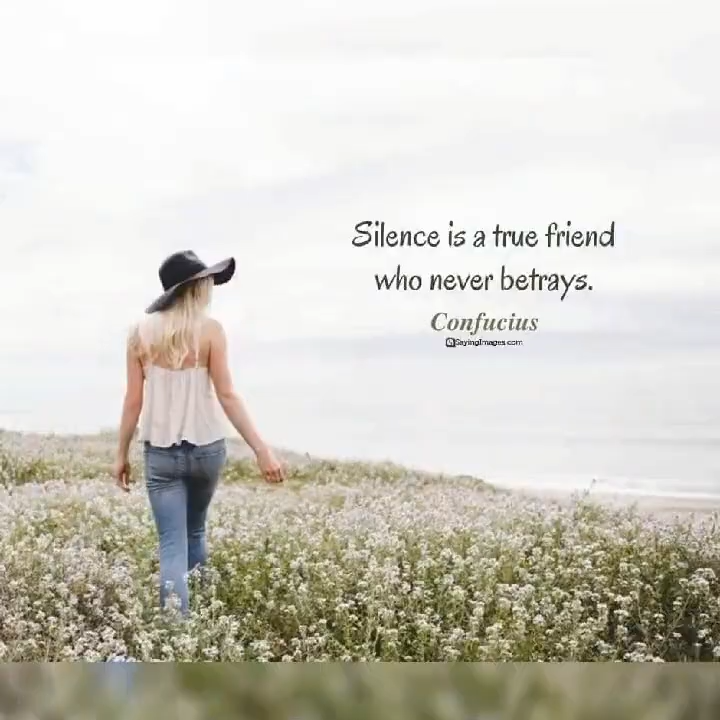 Silence is a true friend
who never betrays.
Confucius
SayingImages.com